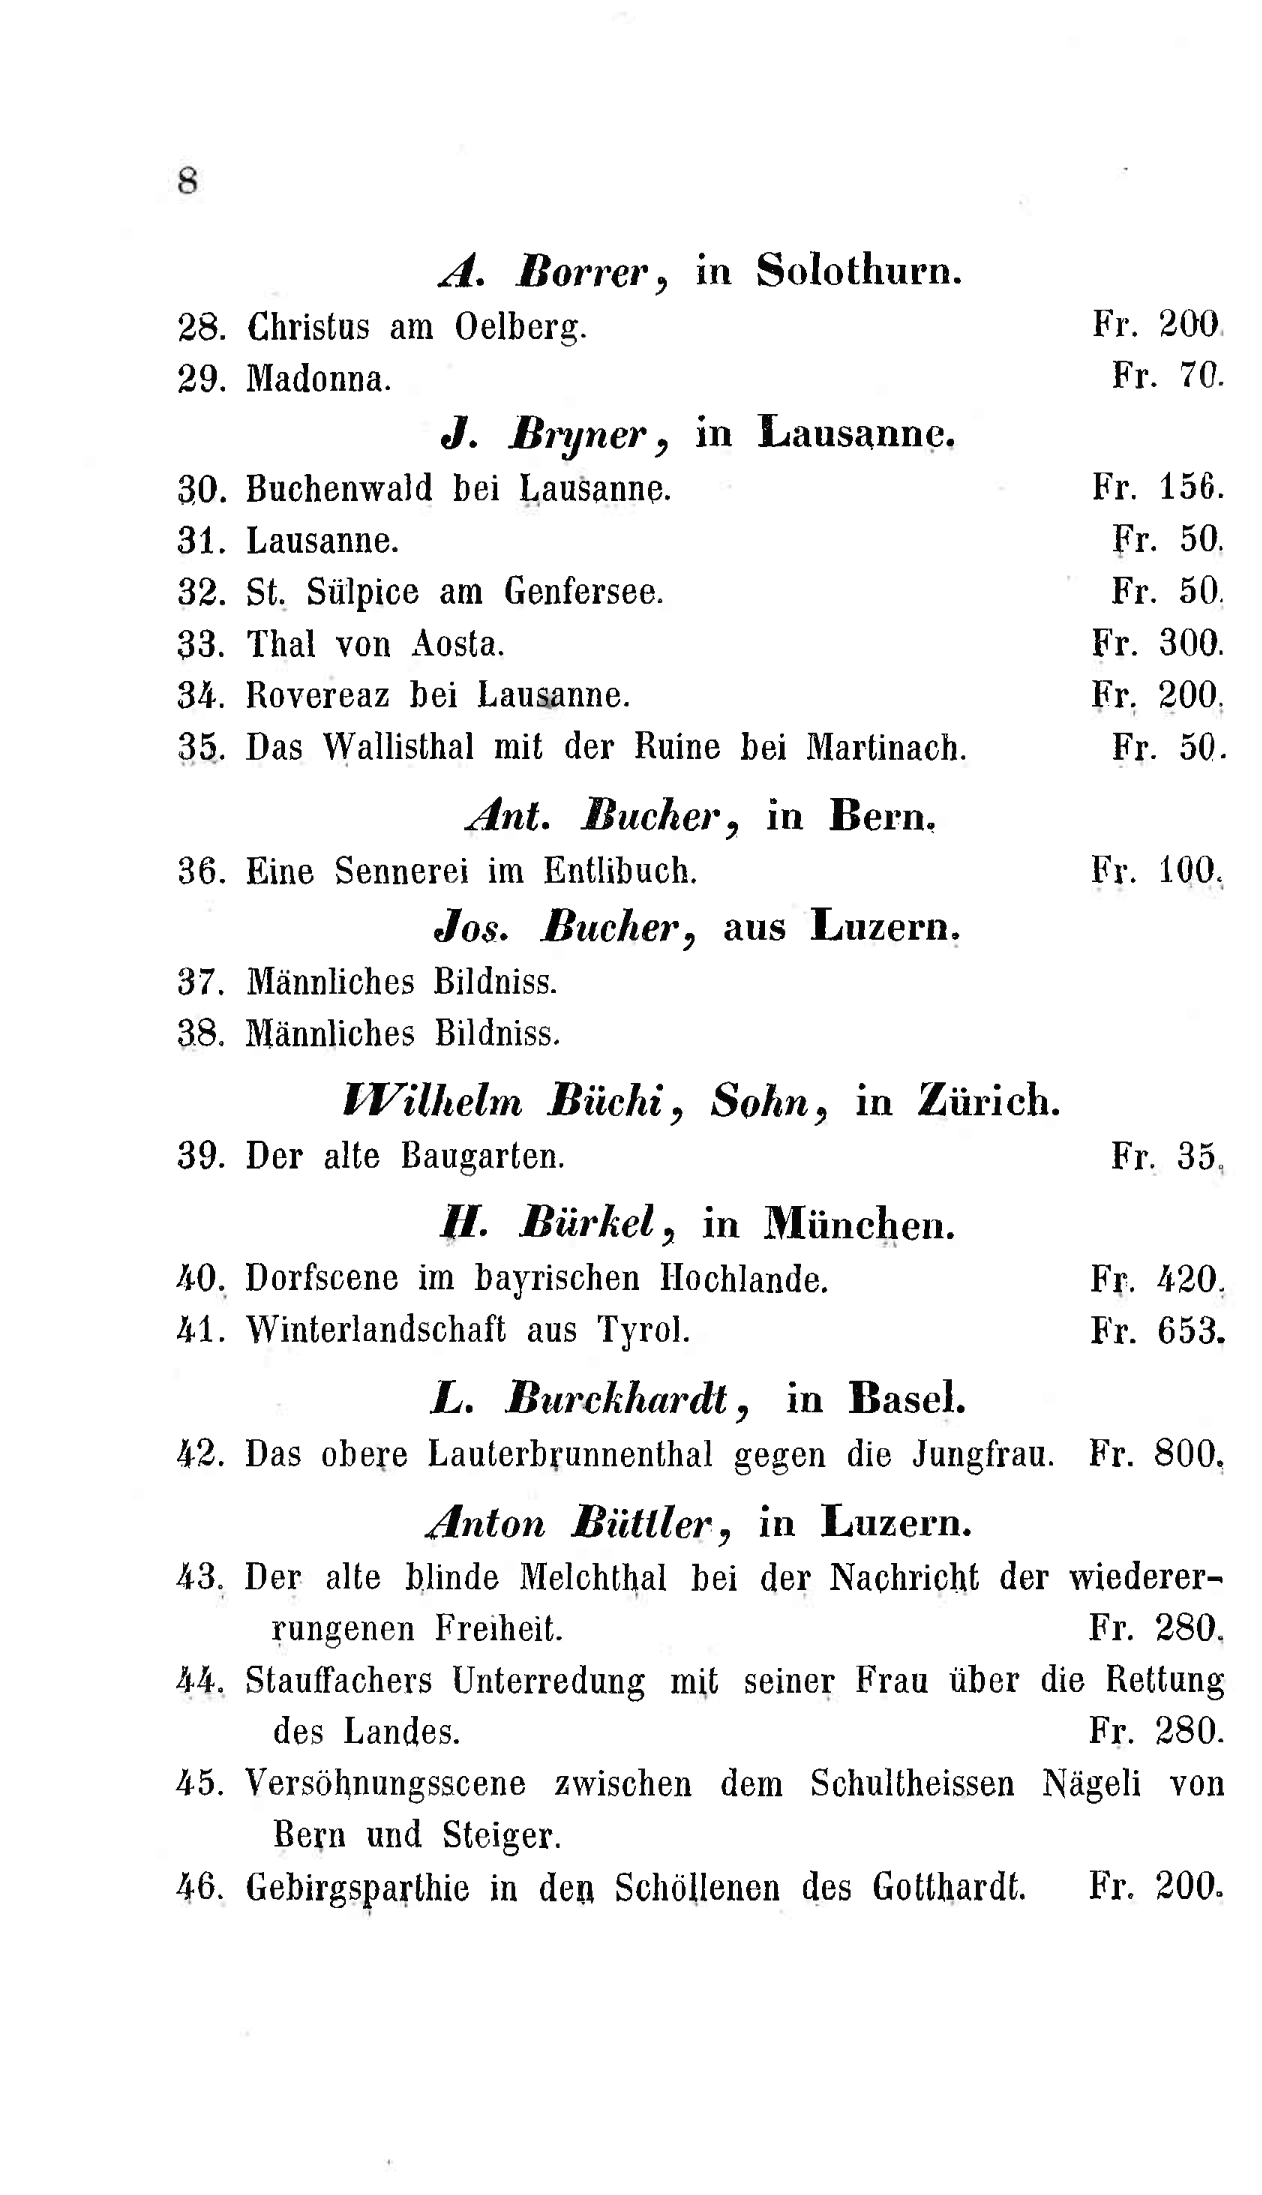 8
A. Borrer, in Solothurn.
28. Christus am Oelberg. Fr. 200.
29. Madonna. Fr. 70.
J. Bryner, in Lausanne.
30. Buchenwald bei Lausanne. Fr. 156.
31. Lausanne. Fr. 50.
32. St. Sülpice am Genfersee. Fr. 50.
33. Thal von Aosta. Fr. 300.
34. Rovereaz bei Lausanne. Fr. 200.
35. Das Wallisthal mit der Ruine bei Martinach. Fr. 50.
Ant. Bucher, in Bern.
36. Eine Sennerei im Entlibuch. Fr. 100.
Jos. Bucher, aus Luzern.
37. Männliches Bildniss.
38. Männliches Bildniss.
Wilhelm Büchi, Sohn, in Zürich.
39. Der alte Baugarten. Fr. 35.
H. Bürkel, in München.
40. Dorfscene im bayrischen Hochlande. Fr. 420.
41. Winterlandschaft aus Tyrol. Fr. 653.
L. Burckhardt, in Basel.
42. Das obere Lauterbrunnenthal gegen die Jungfrau. Fr. 800.
Anton Büttler, in Luzern.
43. Der alte blinde Melchthal bei der Nachricht der wiederer-
rungenen Freiheit. Fr. 280.
44. Stauffachers Unterredung mit seiner Frau über die Rettung
des Landes. Fr. 280.
45. Versöhnungsscene zwischen dem Schultheissen Nägeli von
Bern und Steiger.
46. Gebirgsparthie in den Schöllenen des Gotthardt. Fr. 200.